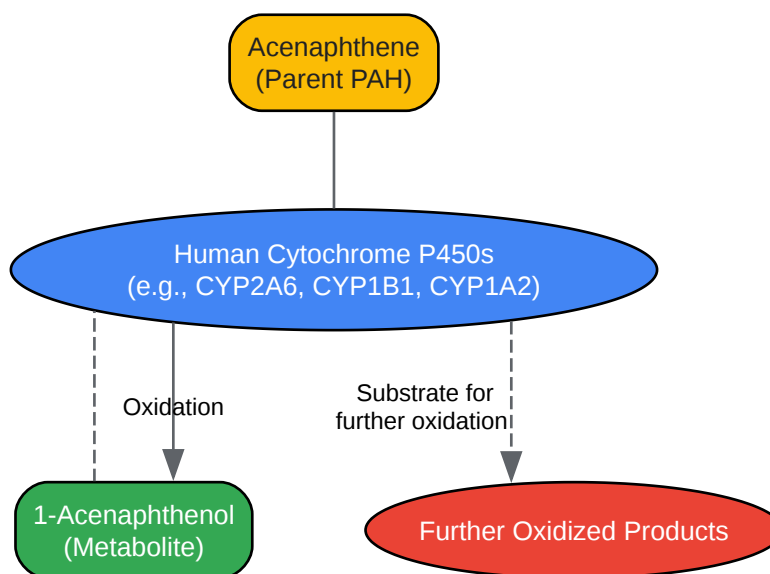 Acenaphthene
(Parent PAH)
Human Cytochrome P450s
(e.g., CYP2A6, CYP1B1, CYP1A2)
Oxidation
Substrate for
further oxidation
1-Acenaphthenol
(Metabolite)
Further Oxidized Products